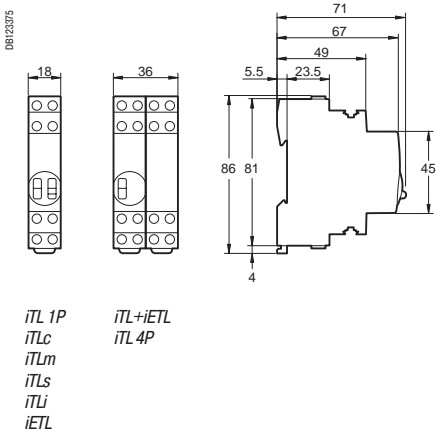 DB123375
71
67
49
18
36
5.5
23.5
86
81
45
4
iTL 1P
iTLc
iTLm
iTLs
iTLi
iETL
iTL+iETL
iTL 4P